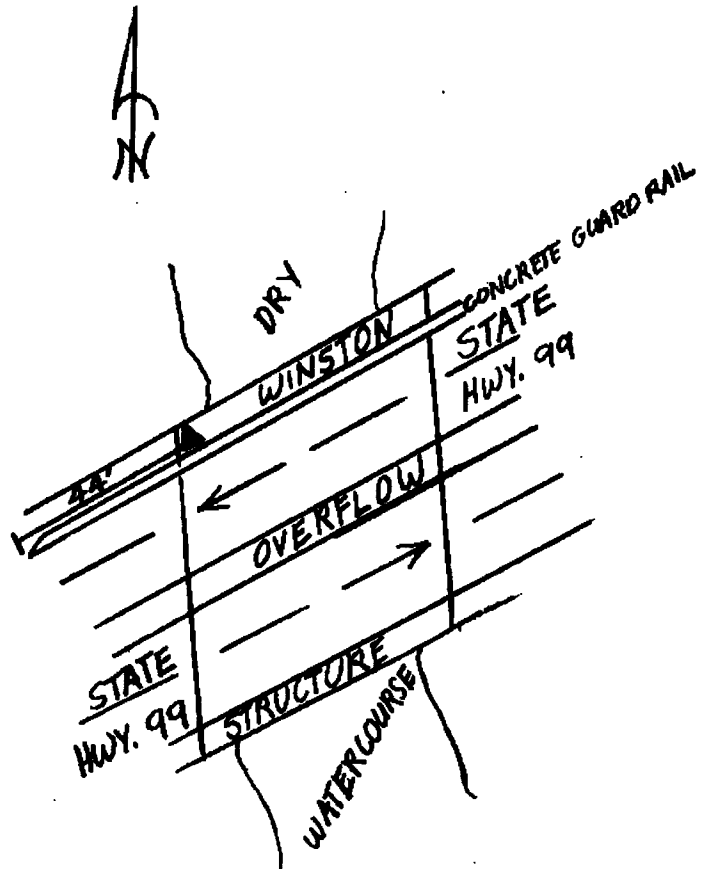 N
DRY
CONCRETE GUARD RAIL
WINSTON
STATE
HWY. 99
44'
OVERFLOW
STATE
HWY. 99
STRUCTURE
WATERCOURSE